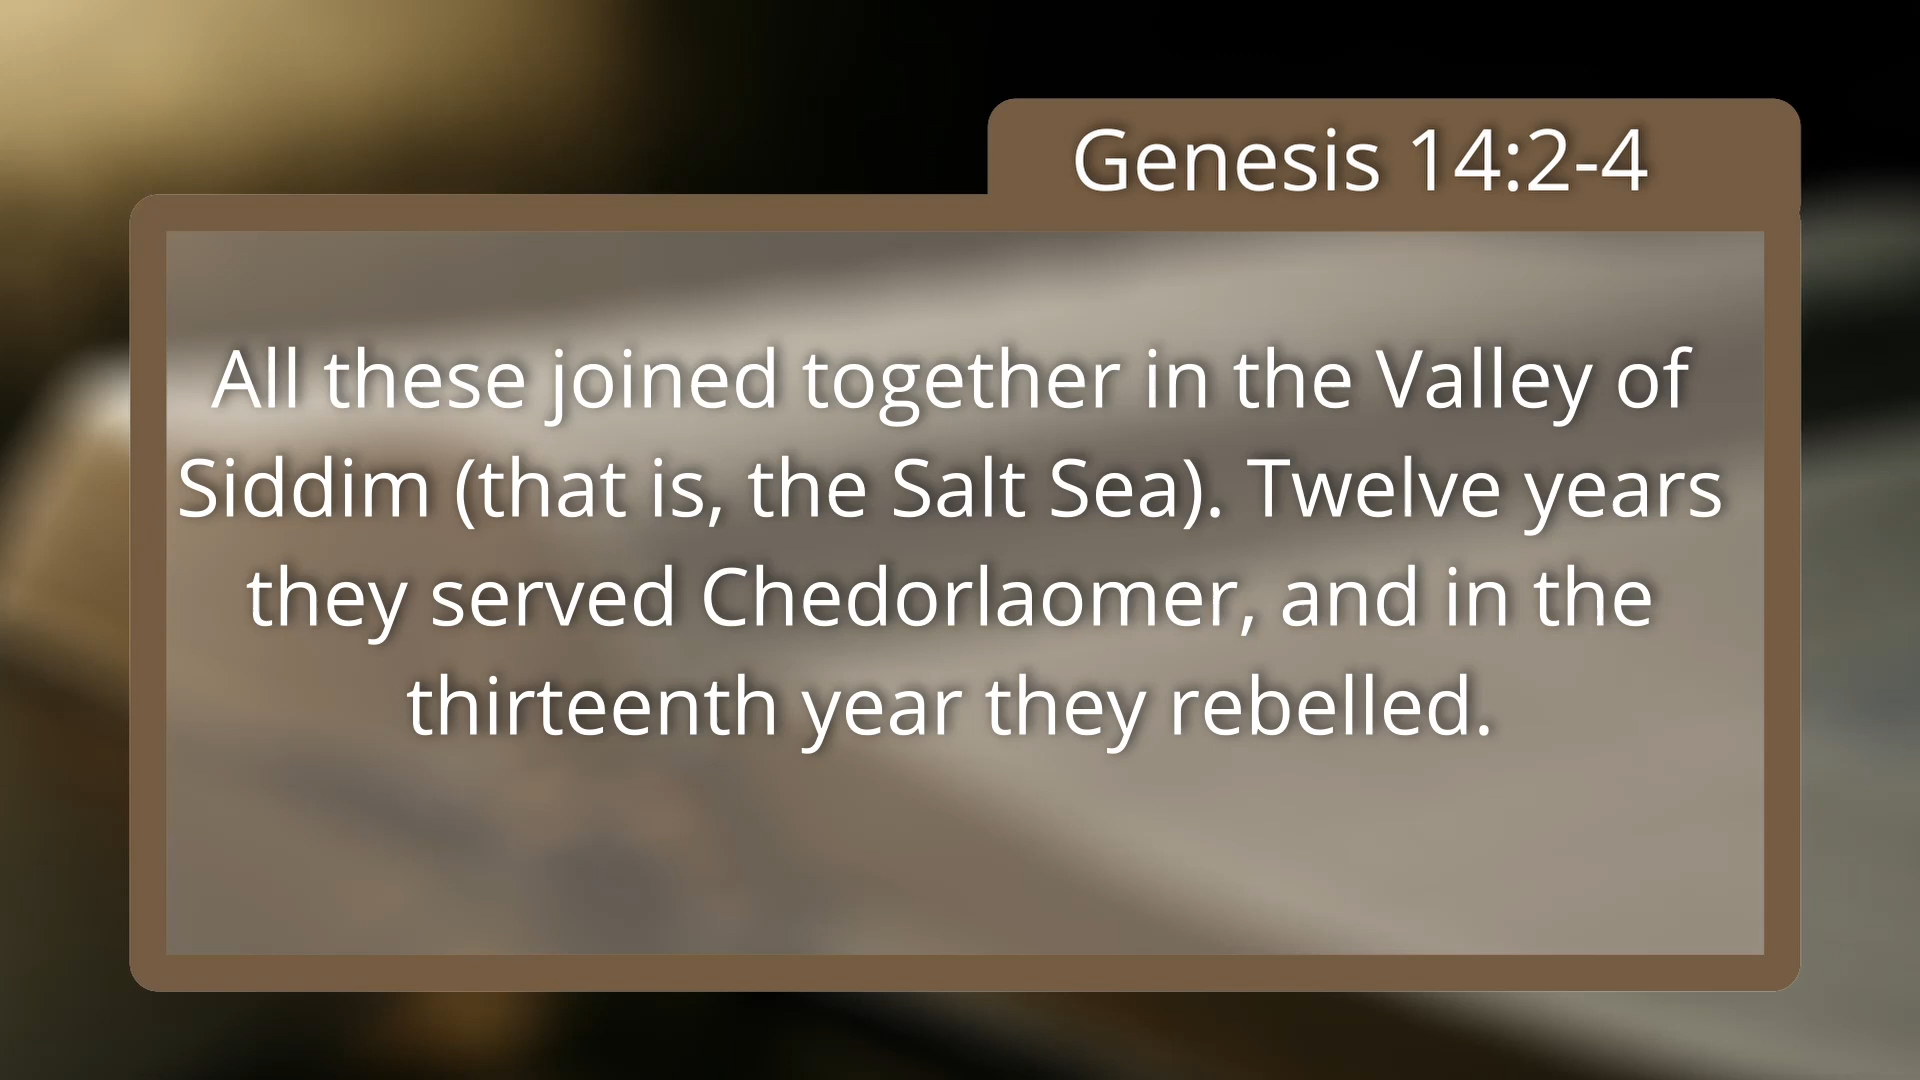 Genesis 14:2-4
All these joined together in the Valley of
Siddim (that is, the Salt Sea). Twelve years
they served Chedorlaomer, and in the
thirteenth year they rebelled.